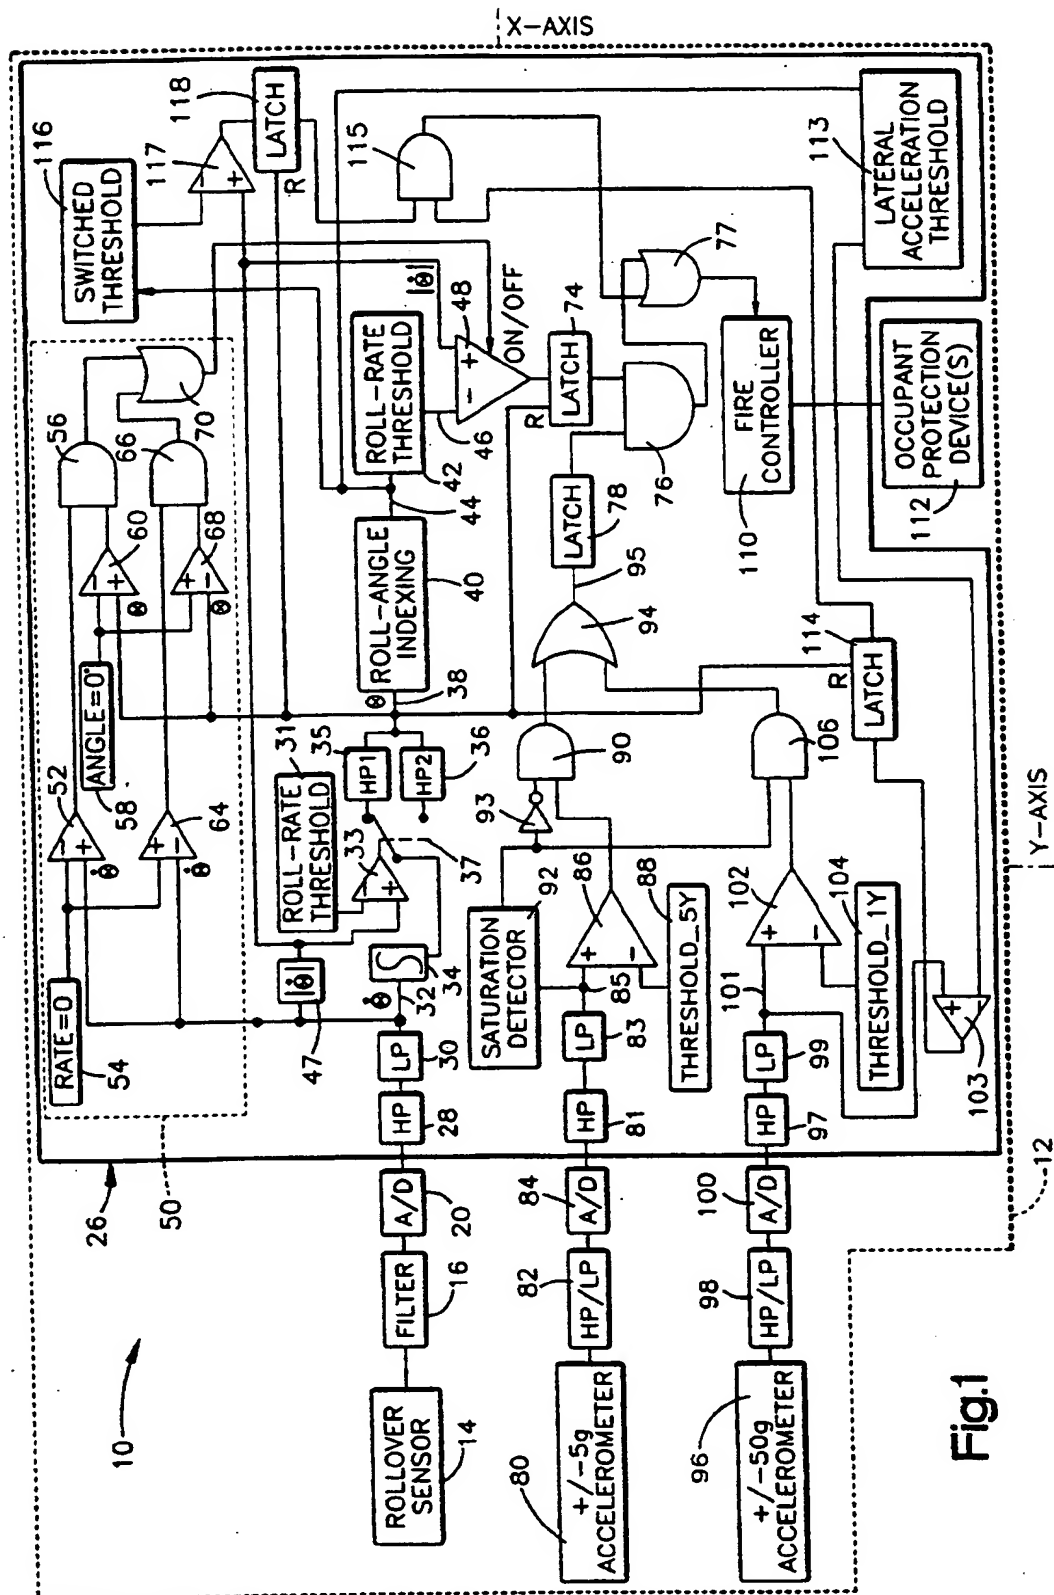 X-AXIS
116
SWITCHED
THRESHOLD
117
−
+
118
LATCH
R
115
113
LATERAL
ACCELERATION
THRESHOLD
56
66
70
60
68
−
+
Θ
+
−
ANGLE=0°
58
52
−
+
Θ̇
64
+
−
RATE=0
54
50
26
|Θ̇|
47
ROLL-RATE
THRESHOLD
31
33
−
+
37
HP1
35
HP2
36
Θ
38
ROLL-ANGLE
INDEXING
40
44
ROLL-RATE
THRESHOLD
42
46
|Θ̇|
−
+
48
ON/OFF
R
LATCH
74
76
77
FIRE
CONTROLLER
110
OCCUPANT
PROTECTION
DEVICE(S)
112
10
ROLLOVER
SENSOR
14
FILTER
16
A/D
20
HP
28
LP
30
Θ̇
32
34
SATURATION
DETECTOR
92
93
90
94
95
LATCH
78
+/-5g
ACCELEROMETER
80
HP/LP
82
A/D
84
HP
81
LP
83
85
+
−
86
THRESHOLD_5Y
88
106
R
LATCH
114
+/-50g
ACCELEROMETER
96
HP/LP
98
A/D
100
HP
97
LP
99
101
+
−
102
THRESHOLD_1Y
104
+
103
Y-AXIS
12
Fig.1